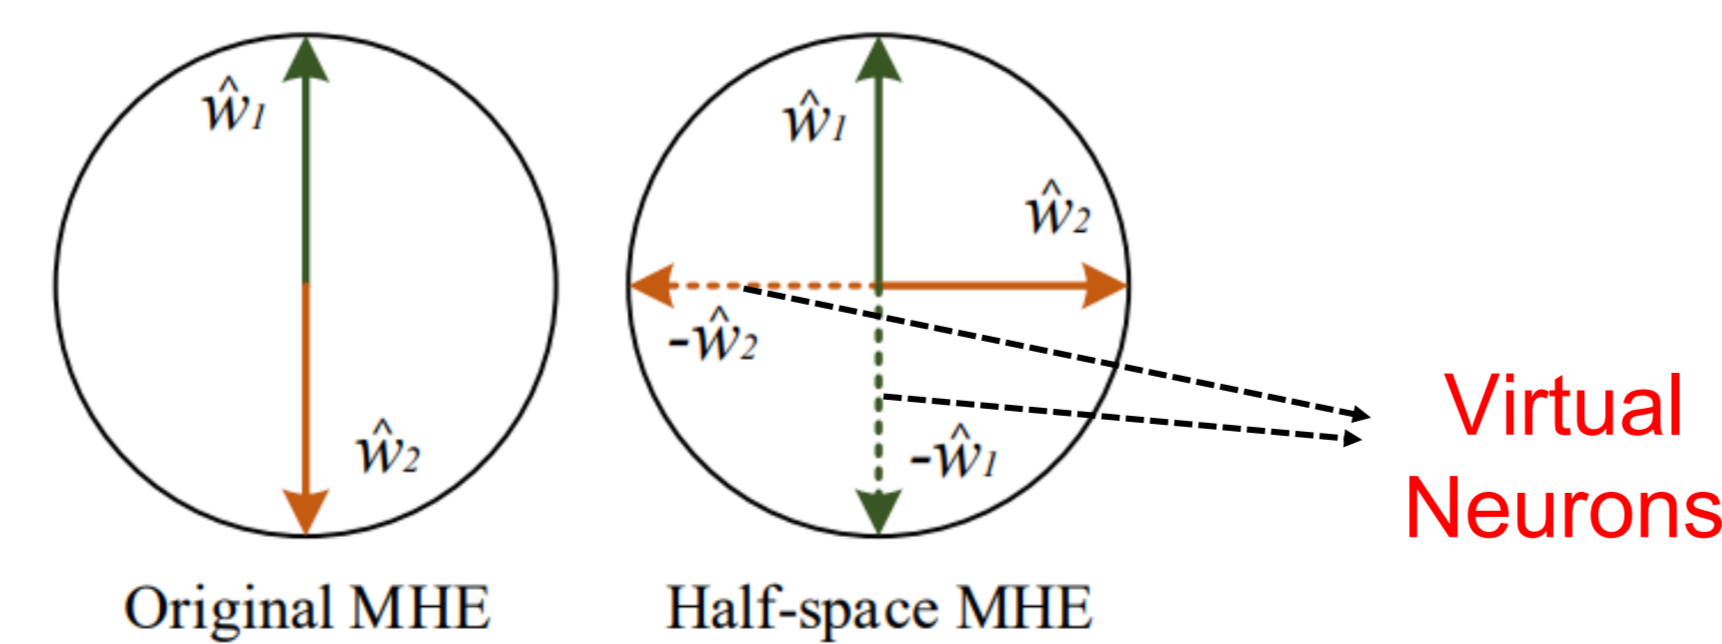 ŵ1
ŵ2
Original MHE
ŵ1
ŵ2
-ŵ2
-ŵ1
Half-space MHE
Virtual
Neurons